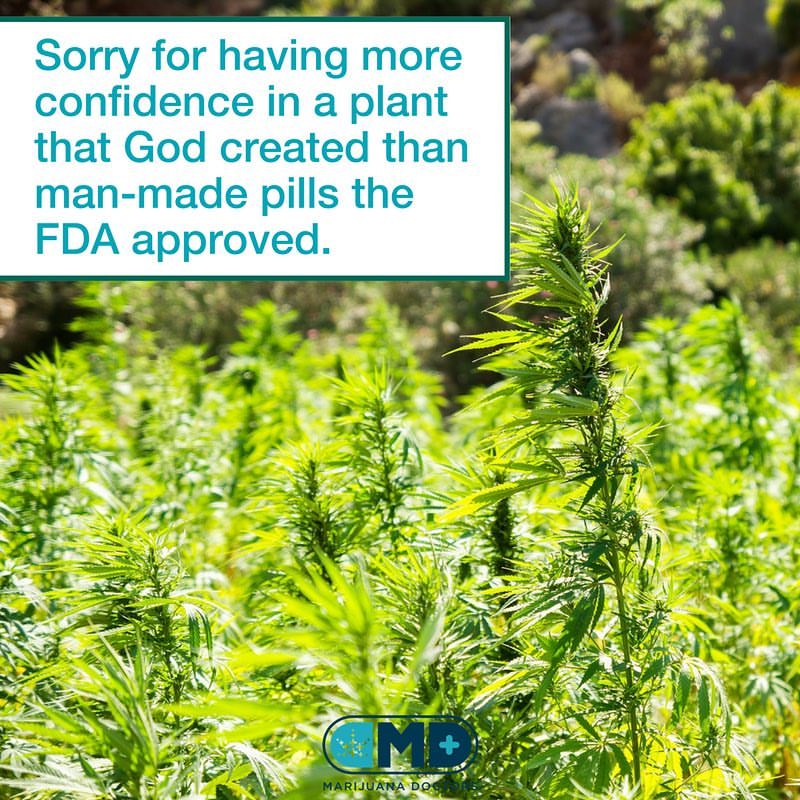 Sorry for having more
confidence in a plant
that God created than
man-made pills the
FDA approved.
MD
MARIJUANA DOCTORS